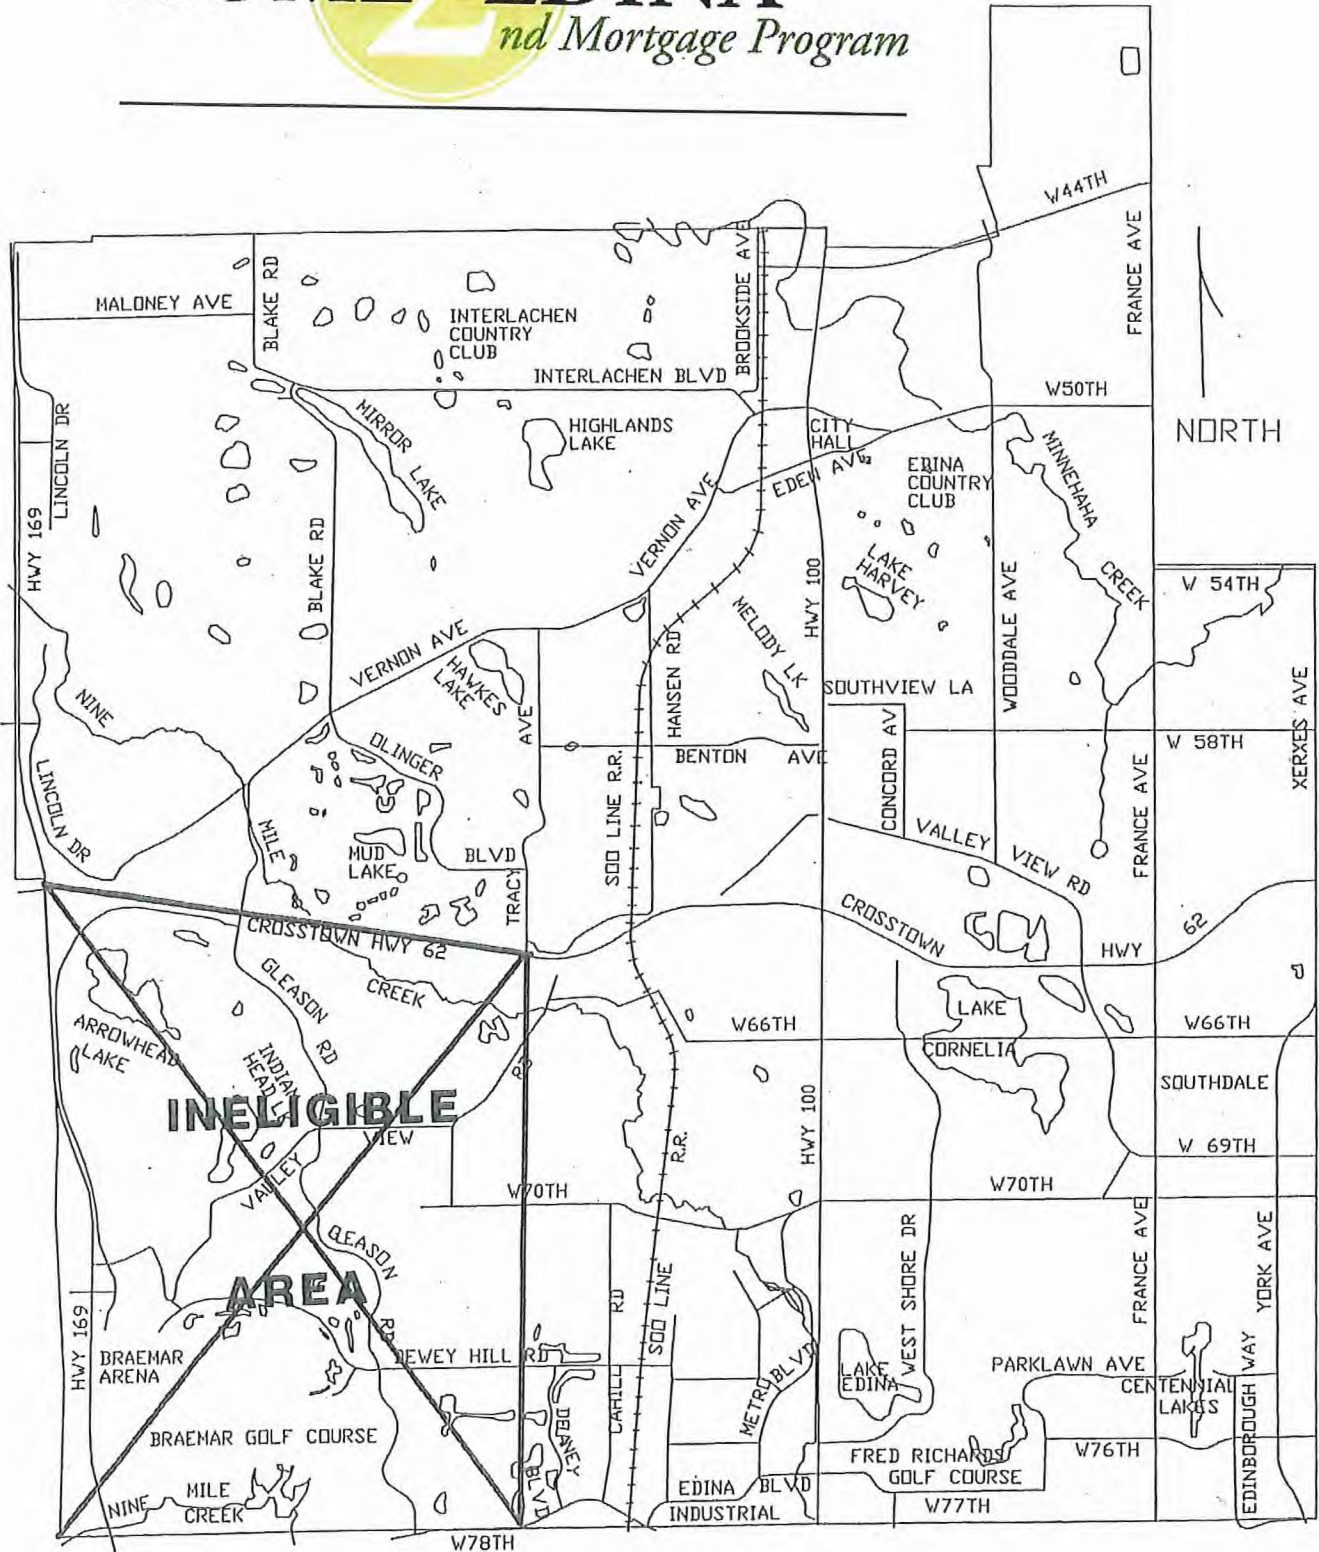 2 EDINA
nd Mortgage Program
W44TH
FRANCE AVE
BLAKE RD
BROOKSIDE AVE
MALONEY AVE
INTERLACHEN
COUNTRY
CLUB
INTERLACHEN BLVD
W50TH
NORTH
LINCOLN DR
MIRROR
LAKE
HIGHLANDS
LAKE
CITY
HALL
EDEN AVE
EDINA
COUNTRY
CLUB
MINNEHAHA
CREEK
HWY 169
BLAKE RD
VERNON AVE
LAKE
HARVEY
HWY 100
W 54TH
WOODDALE AVE
VERNON AVE
HAWKES
LAKE
HANSEN RD
MELODY LK
SOUTHVIEW LA
XERXES AVE
NINE
OLINGER
AVE
BENTON AVE
CONCORD AV
W 58TH
LINCOLN DR
MILE
SOO LINE R.R.
FRANCE AVE
MUD
LAKE
BLVD
TRACY
VALLEY VIEW RD
CROSSTOWN HWY 62
CROSSTOWN
HWY 62
GLEASON
RD
CREEK
ARROWHEAD
LAKE
INDIAN
HEAD
W66TH
LAKE
CORNELIA
W66TH
SOUTHDALE
INELIGIBLE
VIEW
RD
R.R.
HWY 100
W 69TH
VALLEY
W70TH
W70TH
GLEASON
RD
AREA
WEST SHORE DR
FRANCE AVE
YORK AVE
HWY 169
RD
SOO LINE
BRAEMAR
ARENA
DEWEY HILL RD
METRO BLVD
LAKE
EDINA
PARKLAWN AVE
CENTENNIAL
LAKES
CAHILL
DELANEY
BLVD
EDINBOROUGH WAY
BRAEMAR GOLF COURSE
W76TH
FRED RICHARDS
GOLF COURSE
NINE MILE
CREEK
EDINA BLVD
INDUSTRIAL
W77TH
W78TH